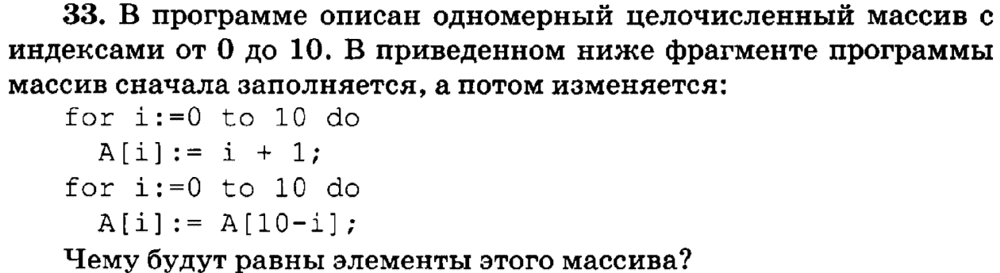 33. В программе описан одномерный целочисленный массив с
индексами от 0 до 10. В приведенном ниже фрагменте программы
массив сначала заполняется, а потом изменяется:
for i:=0 to 10 do
A[i]:= i + 1;
for i:=0 to 10 do
A[i]:= A[10-i];
Чему будут равны элементы этого массива?